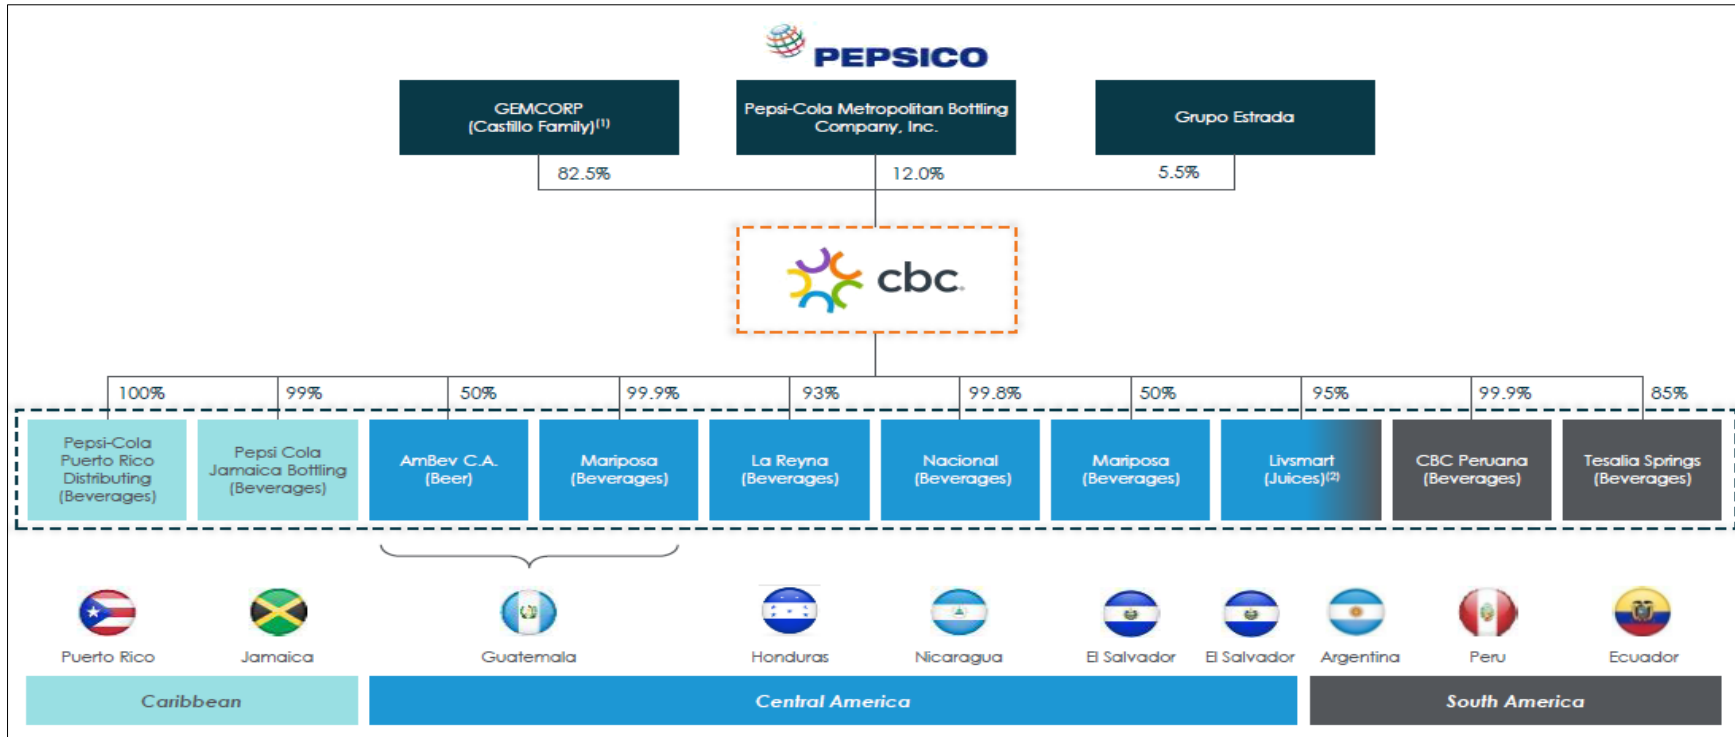 PEPSICO
GEMCORP
(Castillo Family)(1)
Pepsi-Cola Metropolitan Bottling
Company, Inc.
Grupo Estrada
82.5%
12.0%
5.5%
cbc.
100%
99%
50%
99.9%
93%
99.8%
50%
95%
99.9%
85%
Pepsi-Cola
Puerto Rico
Distributing
(Beverages)
Pepsi Cola
Jamaica Bottling
(Beverages)
AmBev C.A.
(Beer)
Mariposa
(Beverages)
La Reyna
(Beverages)
Nacional
(Beverages)
Mariposa
(Beverages)
Livsmart
(Juices)(2)
CBC Peruana
(Beverages)
Tesalia Springs
(Beverages)
Puerto Rico
Jamaica
Guatemala
Honduras
Nicaragua
El Salvador
El Salvador
Argentina
Peru
Ecuador
Caribbean
Central America
South America